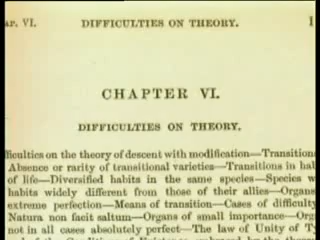 AP. VI. DIFFICULTIES ON THEORY.
CHAPTER VI.
DIFFICULTIES ON THEORY.
fficulties on the theory of descent with modification—Transition
Absence or rarity of transitional varieties—Transitions in hab
of life—Diversified habits in the same species—Species w
habits widely different from those of their allies—Organs
extreme perfection—Means of transition—Cases of difficulty
Natura non facit saltum—Organs of small importance—Org
not in all cases absolutely perfect—The law of Unity of Ty